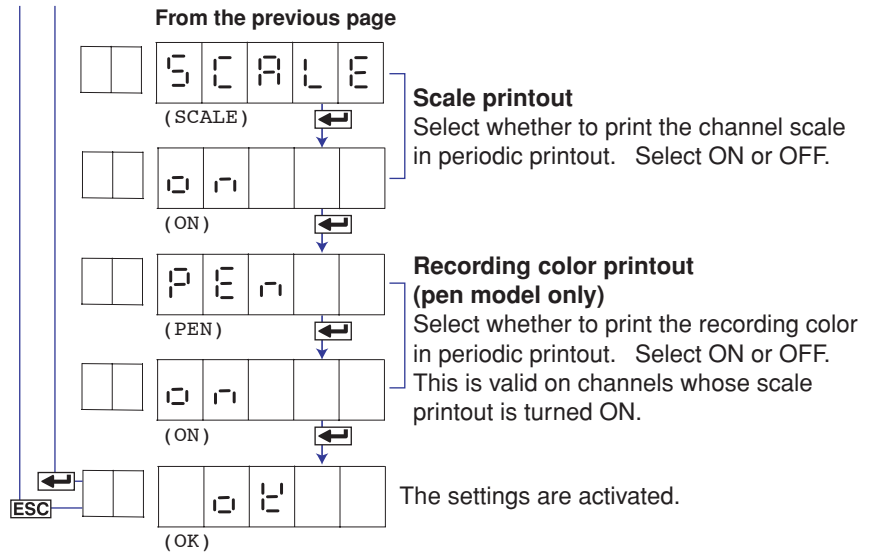 From the previous page
SCALE
(SCALE)
Scale printout
Select whether to print the channel scale
in periodic printout. Select ON or OFF.
on
(ON)
PEn
(PEN)
Recording color printout
(pen model only)
Select whether to print the recording color
in periodic printout. Select ON or OFF.
This is valid on channels whose scale
printout is turned ON.
on
(ON)
ESC
oK
(OK)
The settings are activated.